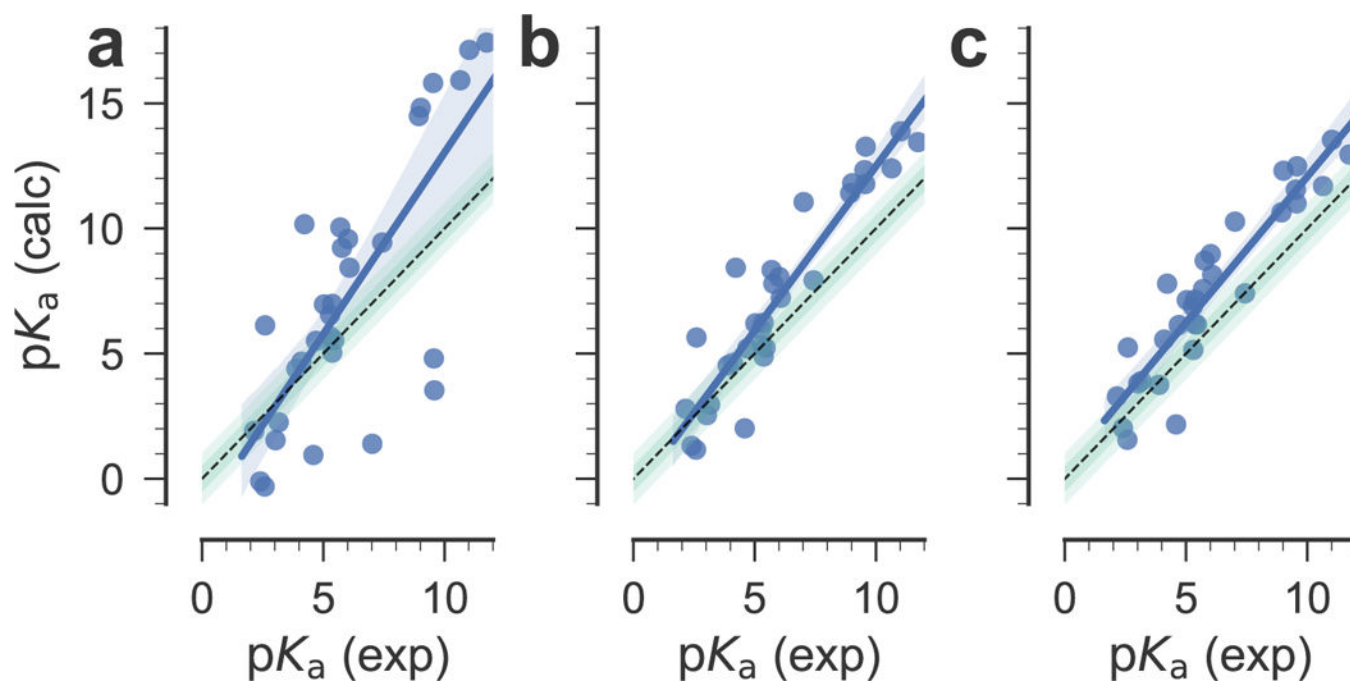 a
b
c
15
10
5
0
pKₐ (calc)
0 5 10
0 5 10
0 5 10
pKₐ (exp)
pKₐ (exp)
pKₐ (exp)